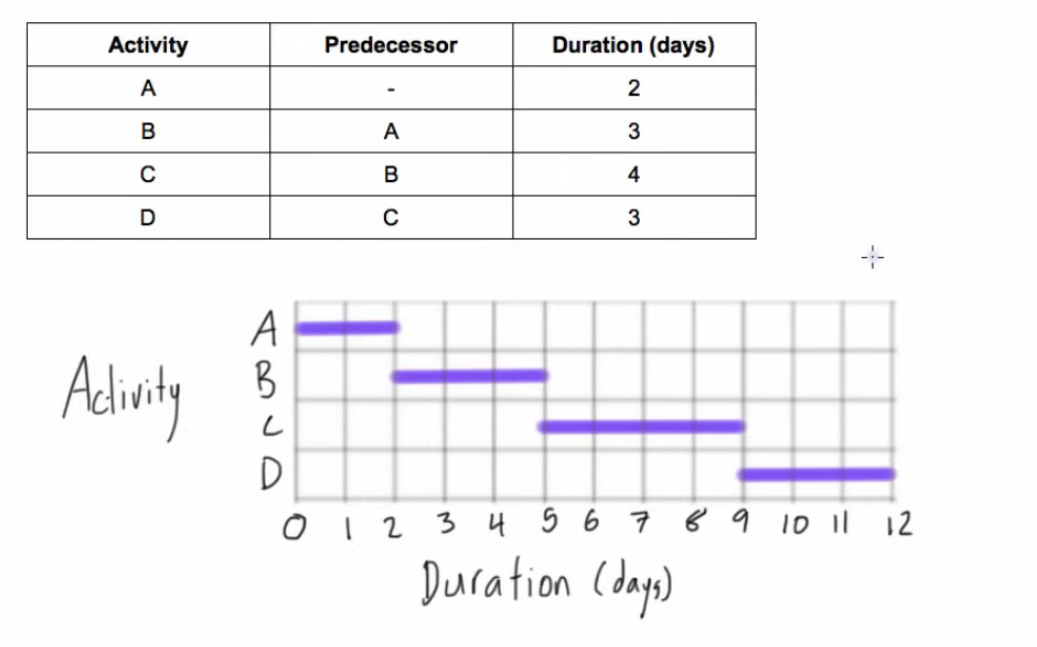 Activity Predecessor Duration (days)
A - 2
B A 3
C B 4
D C 3
A
B
Activity
C
D
0 1 2 3 4 5 6 7 8 9 10 11 12
Duration (days)